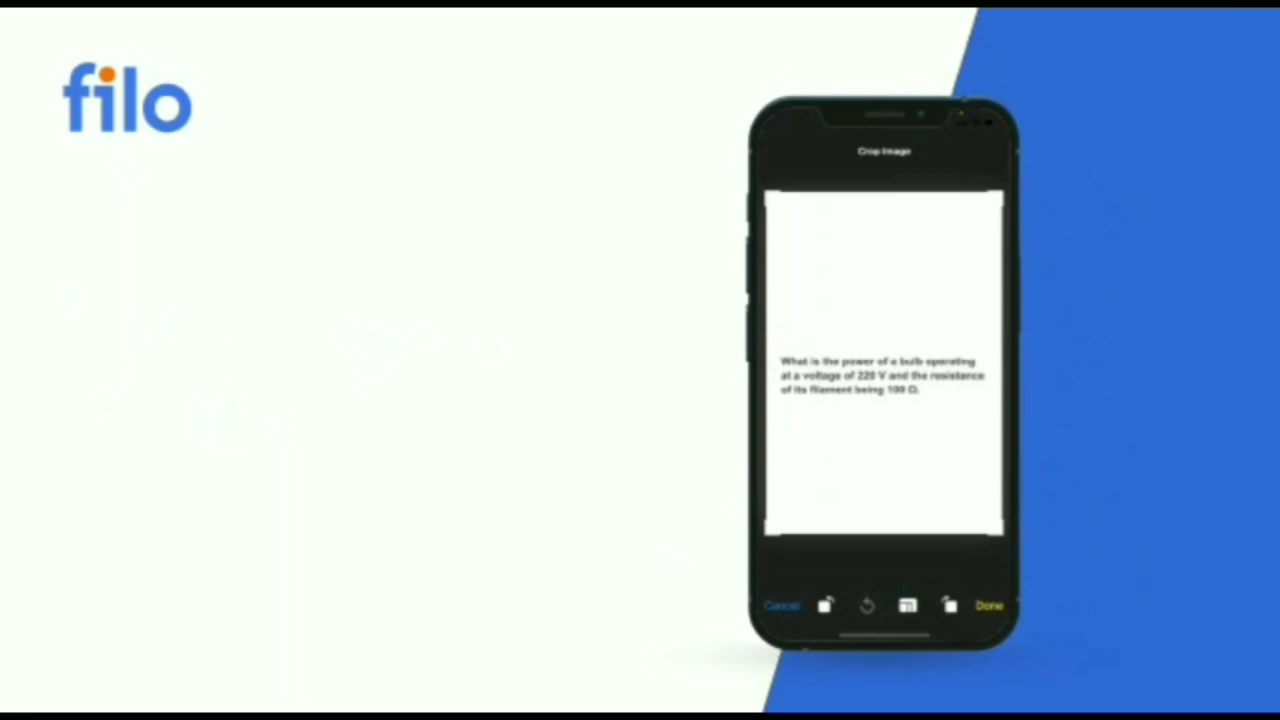 filo
Crop Image
What is the power of a bulb operating
at a voltage of 220 V and the resistance
of its filament being 100 Ω.
Cancel
Done